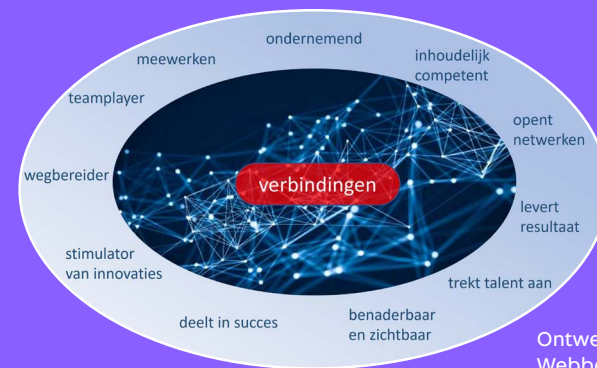 ondernemend
meewerken
inhoudelijk
competent
teamplayer
opent
netwerken
wegbereider
verbindingen
levert
resultaat
stimulator
van innovaties
trekt talent aan
deelt in succes
benaderbaar
en zichtbaar